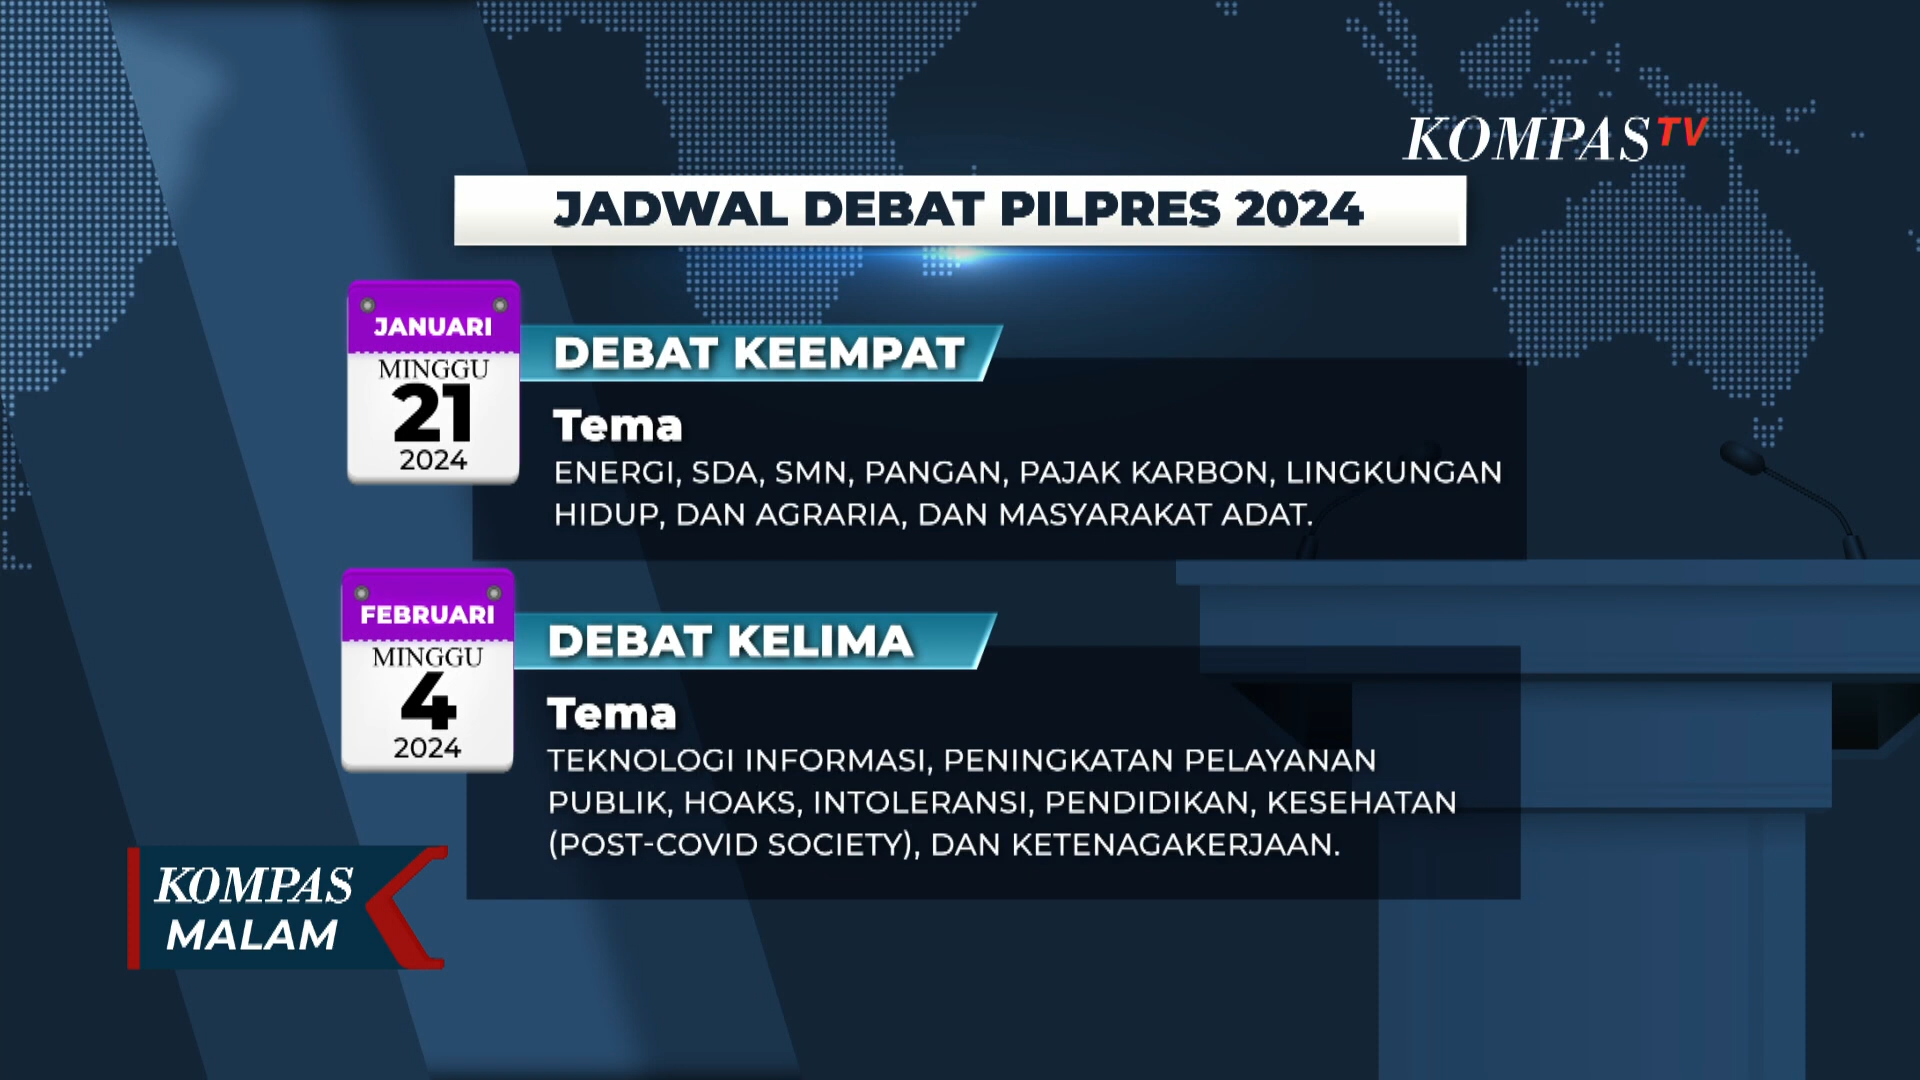 KOMPAS TV
JADWAL DEBAT PILPRES 2024
JANUARI
MINGGU
21
2024
DEBAT KEEMPAT
Tema
ENERGI, SDA, SMN, PANGAN, PAJAK KARBON, LINGKUNGAN
HIDUP, DAN AGRARIA, DAN MASYARAKAT ADAT.
FEBRUARI
MINGGU
4
2024
DEBAT KELIMA
Tema
TEKNOLOGI INFORMASI, PENINGKATAN PELAYANAN
PUBLIK, HOAKS, INTOLERANSI, PENDIDIKAN, KESEHATAN
(POST-COVID SOCIETY), DAN KETENAGAKERJAAN.
KOMPAS
MALAM